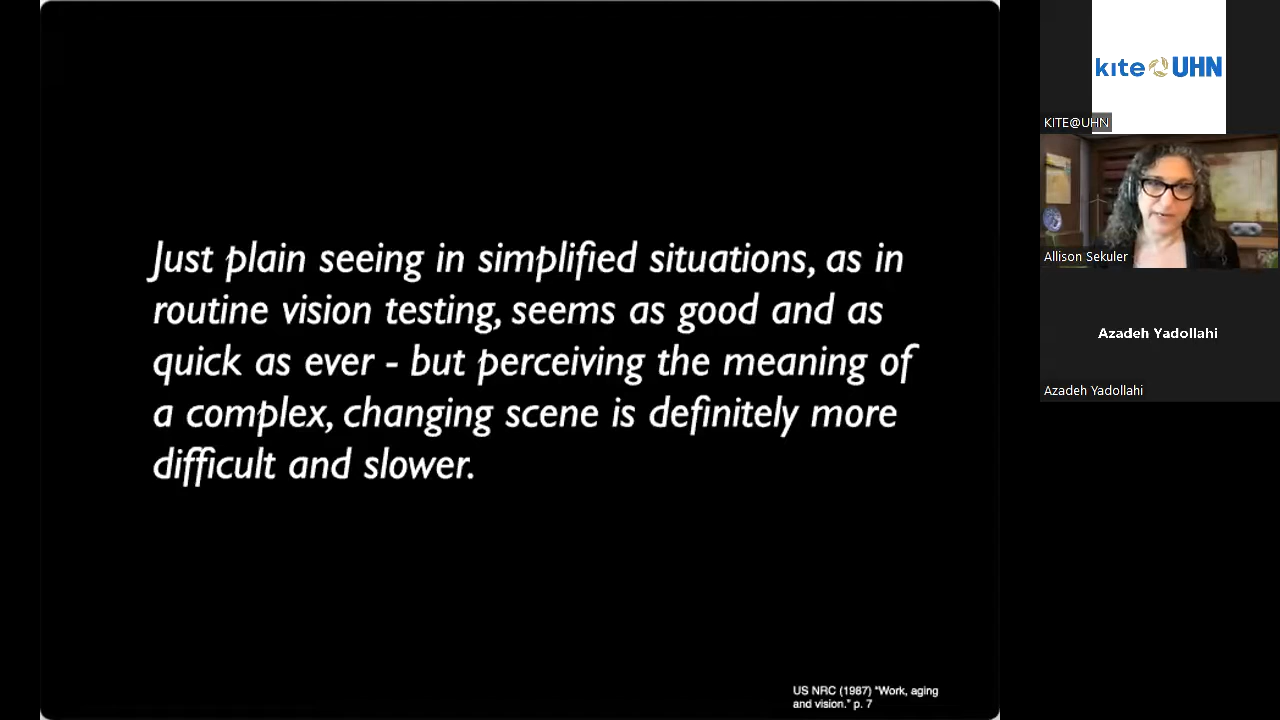 Just plain seeing in simplified situations, as in
routine vision testing, seems as good and as
quick as ever - but perceiving the meaning of
a complex, changing scene is definitely more
difficult and slower.
US NRC (1987) "Work, aging
and vision." p. 7
kite UHN
KITE@UHN
Allison Sekuler
Azadeh Yadollahi
Azadeh Yadollahi